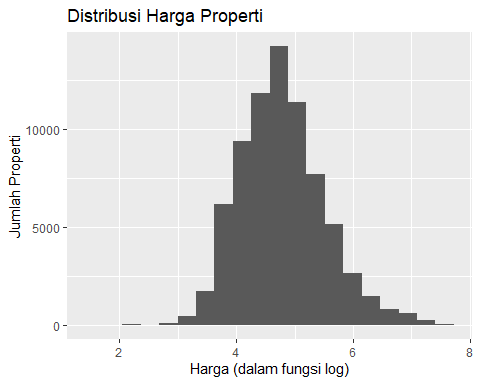 Distribusi Harga Properti
Jumlah Properti
10000
5000
0
2
4
6
8
Harga (dalam fungsi log)